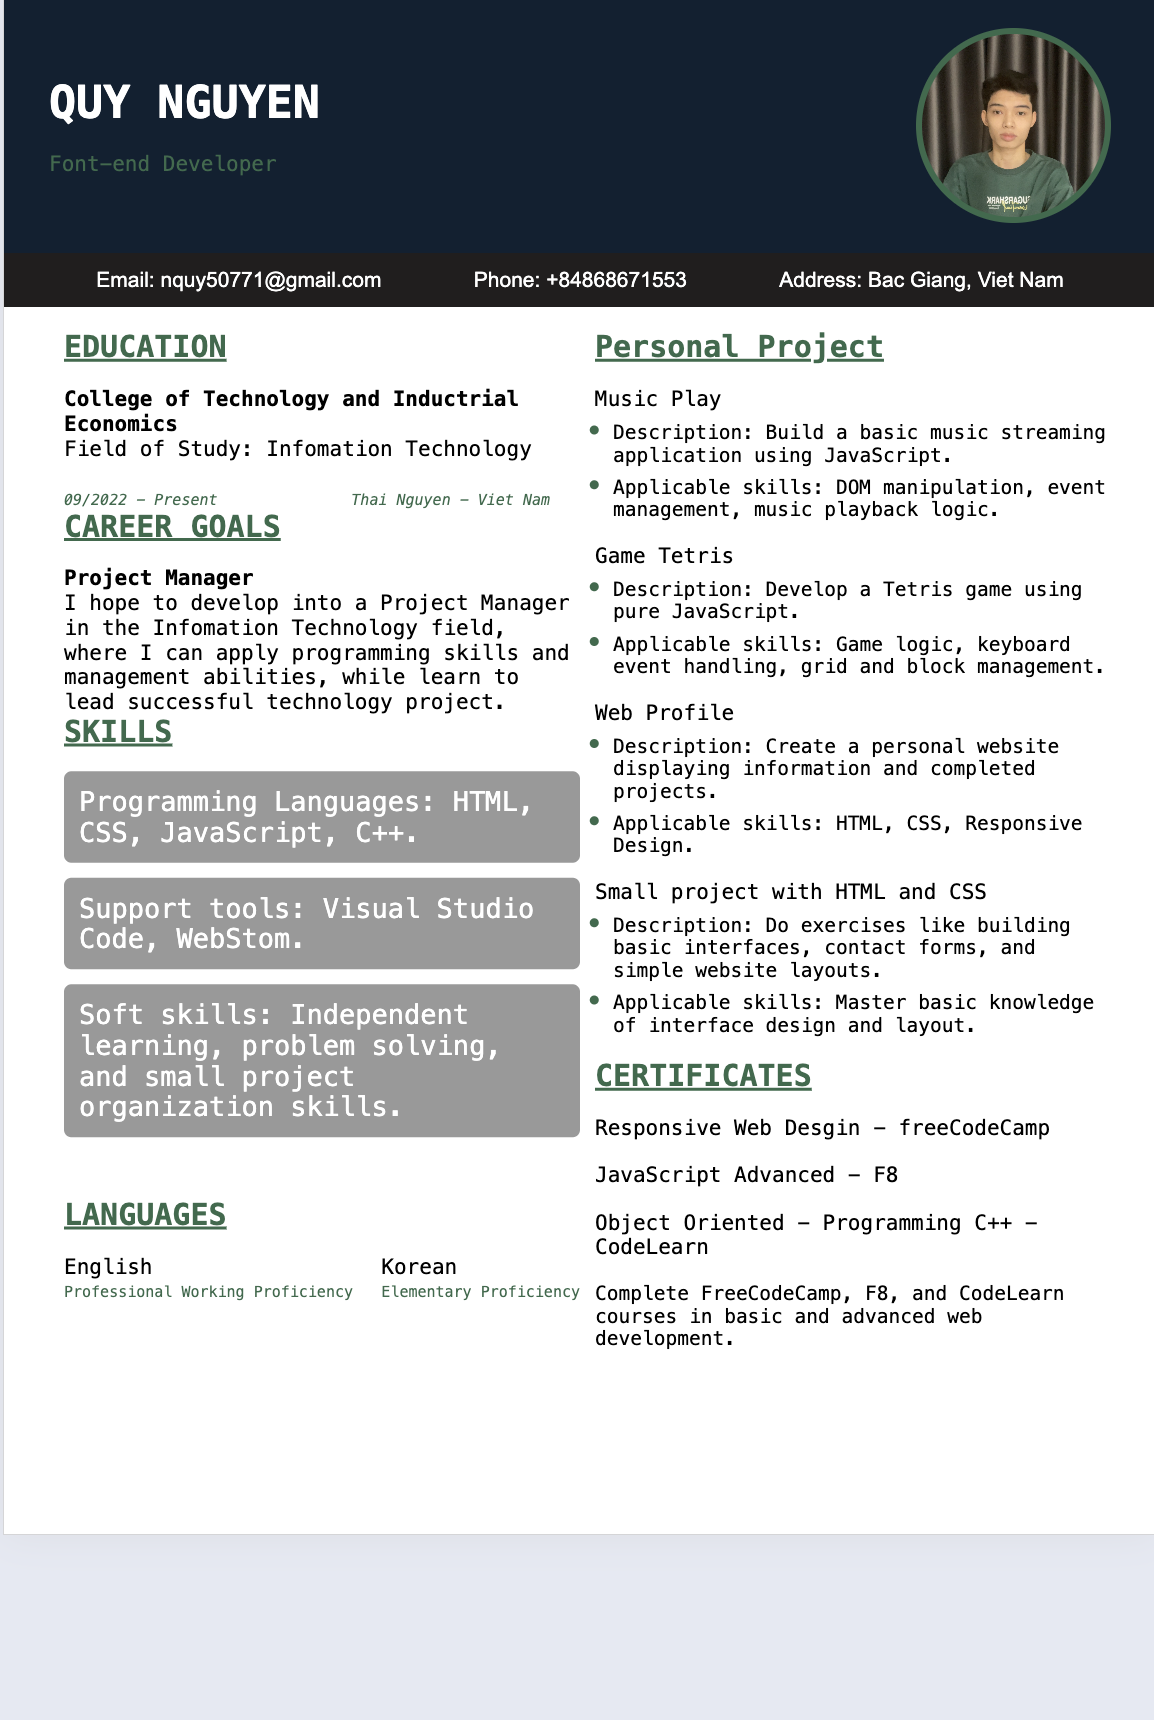 QUY NGUYEN
Font-end Developer
Email: nquy50771@gmail.com
Phone: +84868671553
Address: Bac Giang, Viet Nam
EDUCATION
College of Technology and Inductrial
Economics
Field of Study: Infomation Technology
09/2022 - Present
Thai Nguyen - Viet Nam
CAREER GOALS
Project Manager
I hope to develop into a Project Manager
in the Infomation Technology field,
where I can apply programming skills and
management abilities, while learn to
lead successful technology project.
SKILLS
Programming Languages: HTML,
CSS, JavaScript, C++.
Support tools: Visual Studio
Code, WebStom.
Soft skills: Independent
learning, problem solving,
and small project
organization skills.
LANGUAGES
English
Professional Working Proficiency
Korean
Elementary Proficiency
Personal Project
Music Play
• Description: Build a basic music streaming
application using JavaScript.
• Applicable skills: DOM manipulation, event
management, music playback logic.
Game Tetris
• Description: Develop a Tetris game using
pure JavaScript.
• Applicable skills: Game logic, keyboard
event handling, grid and block management.
Web Profile
• Description: Create a personal website
displaying information and completed
projects.
• Applicable skills: HTML, CSS, Responsive
Design.
Small project with HTML and CSS
• Description: Do exercises like building
basic interfaces, contact forms, and
simple website layouts.
• Applicable skills: Master basic knowledge
of interface design and layout.
CERTIFICATES
Responsive Web Desgin - freeCodeCamp
JavaScript Advanced - F8
Object Oriented - Programming C++ -
CodeLearn
Complete FreeCodeCamp, F8, and CodeLearn
courses in basic and advanced web
development.